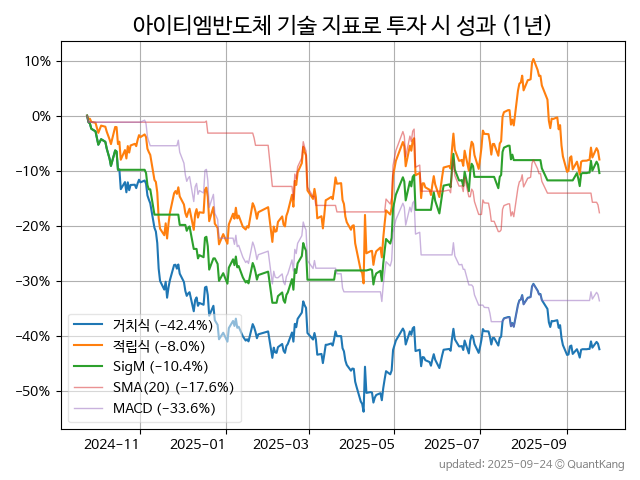 아이티엠반도체 기술 지표로 투자 시 성과 (1년)
10%
0%
−10%
−20%
−30%
−40%
−50%
거치식 (−42.4%)
적립식 (−8.0%)
SigM (−10.4%)
SMA(20) (−17.6%)
MACD (−33.6%)
2024-11 2025-01 2025-03 2025-05 2025-07 2025-09
updated: 2025-09-24 © QuantKang